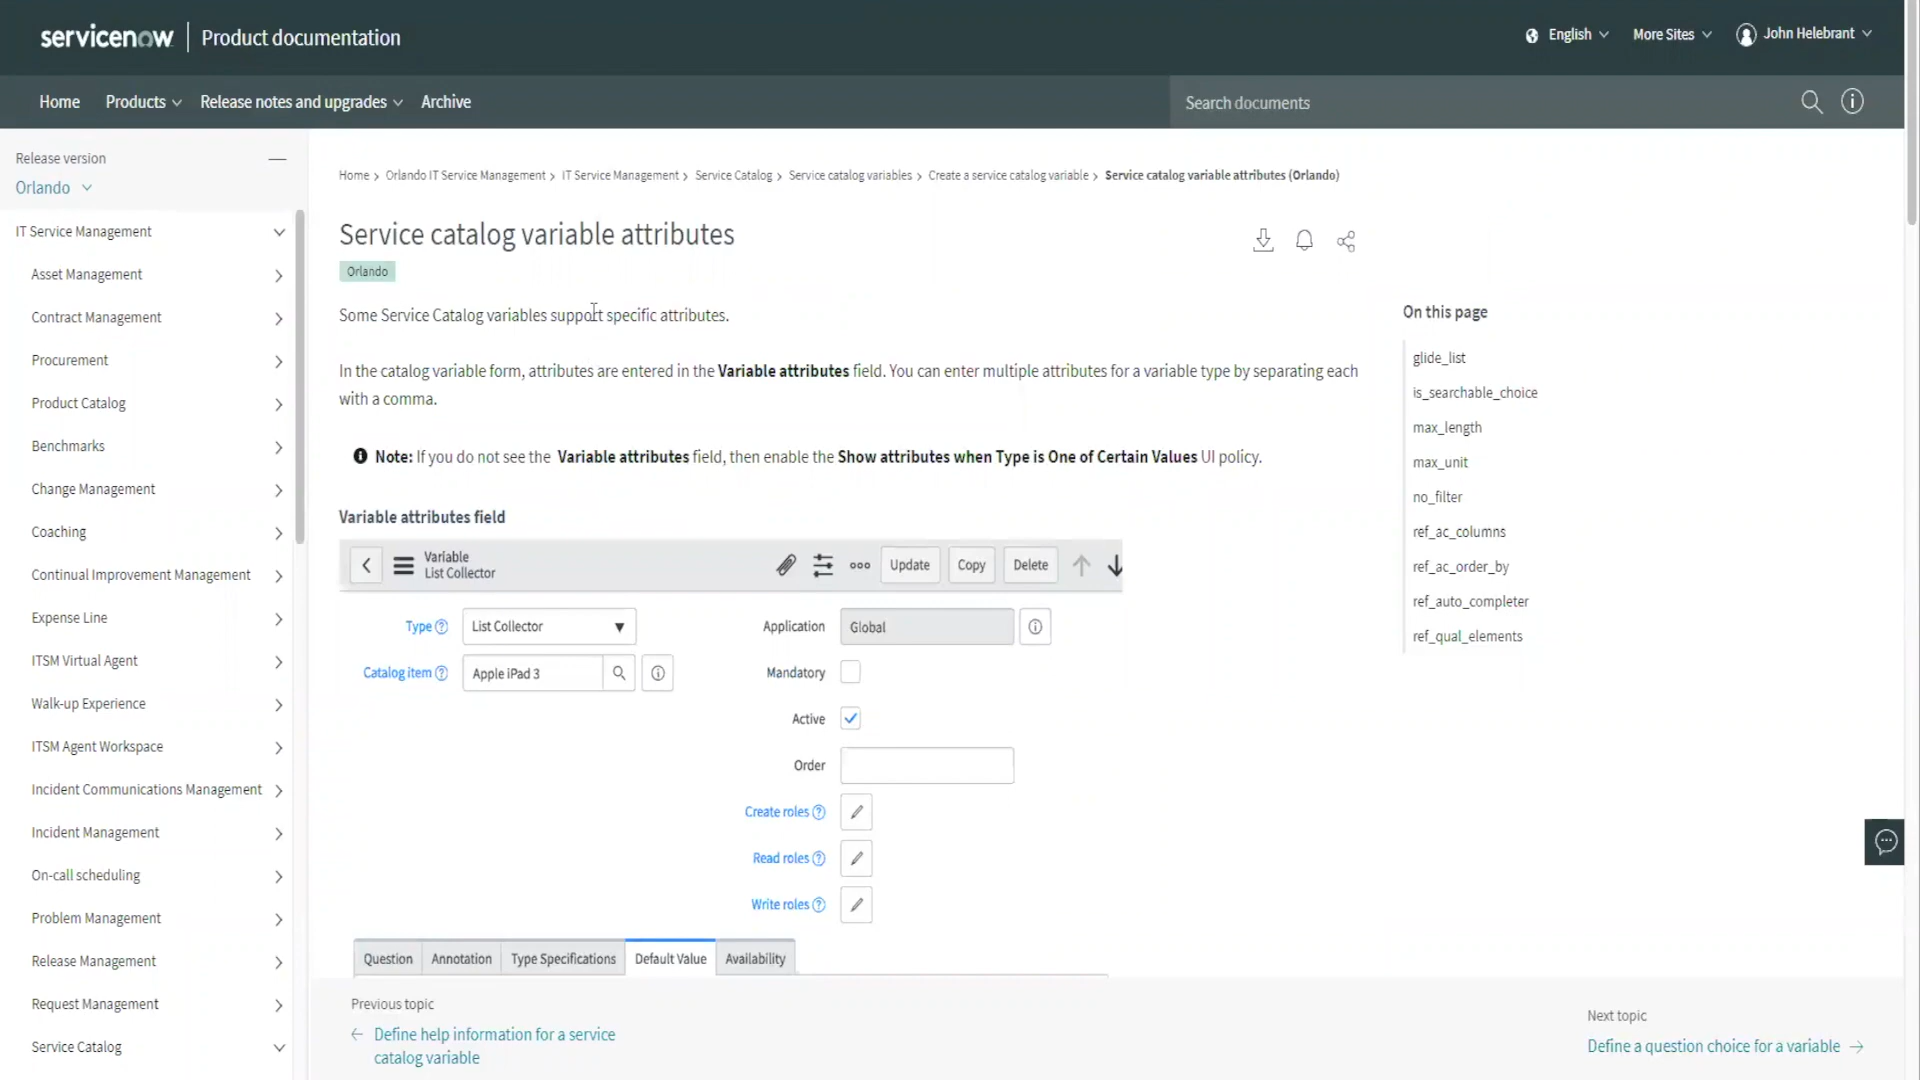 servicenow
Product documentation
English
More Sites
John Helebrant
Home
Products
Release notes and upgrades
Archive
Search documents
Release version
Orlando
IT Service Management
Asset Management
Contract Management
Procurement
Product Catalog
Benchmarks
Change Management
Coaching
Continual Improvement Management
Expense Line
ITSM Virtual Agent
Walk-up Experience
ITSM Agent Workspace
Incident Communications Management
Incident Management
On-call scheduling
Problem Management
Release Management
Request Management
Service Catalog
Home > Orlando IT Service Management > IT Service Management > Service Catalog > Service catalog variables > Create a service catalog variable > Service catalog variable attributes (Orlando)
Service catalog variable attributes
Orlando
Some Service Catalog variables support specific attributes.
In the catalog variable form, attributes are entered in the Variable attributes field. You can enter multiple attributes for a variable type by separating each
with a comma.
Note: If you do not see the Variable attributes field, then enable the Show attributes when Type is One of Certain Values UI policy.
Variable attributes field
Variable
List Collector
Update
Copy
Delete
Type
List Collector
Application
Global
Catalog item
Apple iPad 3
Mandatory
Active
Order
Create roles
Read roles
Write roles
Question
Annotation
Type Specifications
Default Value
Availability
On this page
glide_list
is_searchable_choice
max_length
max_unit
no_filter
ref_ac_columns
ref_ac_order_by
ref_auto_completer
ref_qual_elements
Previous topic
← Define help information for a service
catalog variable
Next topic
Define a question choice for a variable →